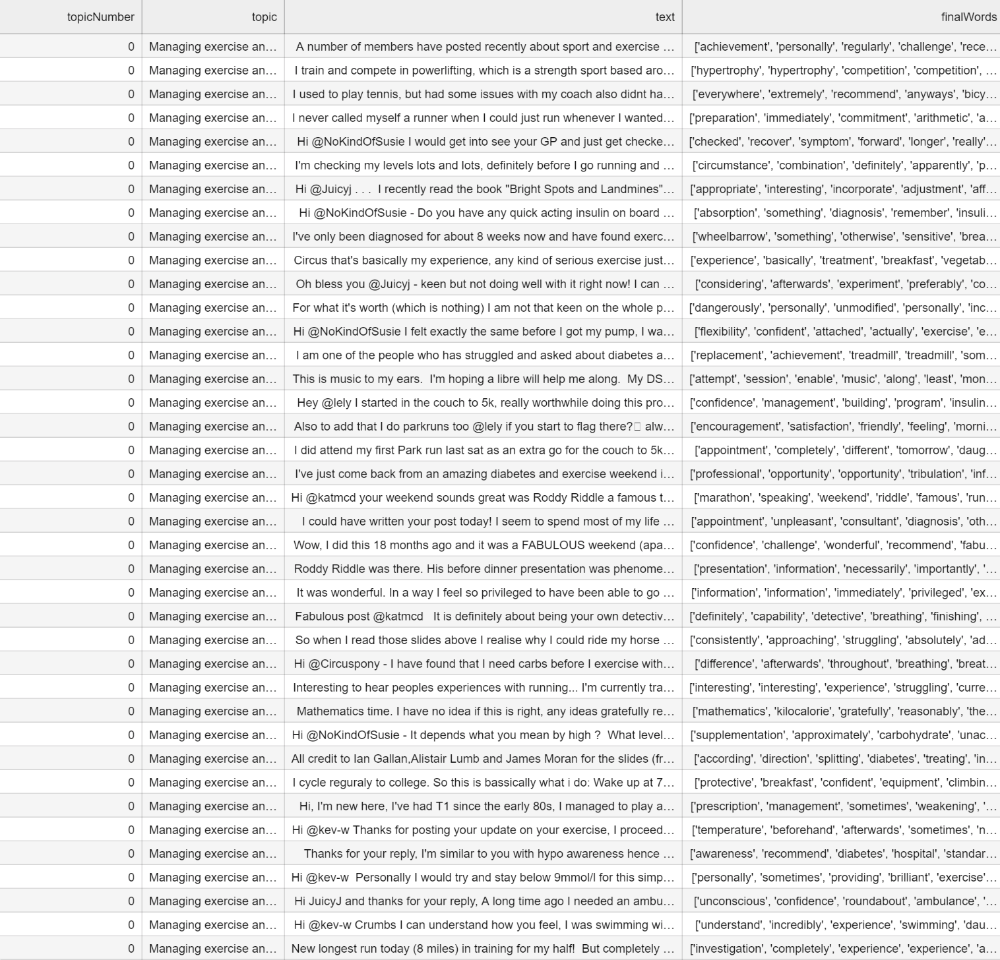 topicNumber topic text finalWords
0 Managing exercise an… A number of members have posted recently about sport and exercise … ['achievement', 'personally', 'regularly', 'challenge', 'rece…
0 Managing exercise an… I train and compete in powerlifting, which is a strength sport based aro… ['hypertrophy', 'hypertrophy', 'competition', 'competition', …
0 Managing exercise an… I used to play tennis, but had some issues with my coach also didnt ha… ['everywhere', 'extremely', 'recommend', 'anyways', 'bicy…
0 Managing exercise an… I never called myself a runner when I could just run whenever I wanted… ['preparation', 'immediately', 'commitment', 'arithmetic', 'a…
0 Managing exercise an… Hi @NoKindOfSusie I would get into see your GP and just get checke… ['checked', 'recover', 'symptom', 'forward', 'longer', 'really'…
0 Managing exercise an… I'm checking my levels lots and lots, definitely before I go running and … ['circumstance', 'combination', 'definitely', 'apparently', 'p…
0 Managing exercise an… Hi @Juicyj . . .  I recently read the book "Bright Spots and Landmines"… ['appropriate', 'interesting', 'incorporate', 'adjustment', 'aff…
0 Managing exercise an… Hi @NoKindOfSusie - Do you have any quick acting insulin on board … ['absorption', 'something', 'diagnosis', 'remember', 'insuli…
0 Managing exercise an… I've only been diagnosed for about 8 weeks now and have found exerc… ['wheelbarrow', 'something', 'otherwise', 'sensitive', 'brea…
0 Managing exercise an… Circus that's basically my experience, any kind of serious exercise just… ['experience', 'basically', 'treatment', 'breakfast', 'vegetab…
0 Managing exercise an… Oh bless you @Juicyj - keen but not doing well with it right now! I can … ['considering', 'afterwards', 'experiment', 'preferably', 'co…
0 Managing exercise an… For what it's worth (which is nothing) I am not that keen on the whole p… ['dangerously', 'personally', 'unmodified', 'personally', 'inc…
0 Managing exercise an… Hi @NoKindOfSusie I felt exactly the same before I got my pump, I wa… ['flexibility', 'confident', 'attached', 'actually', 'exercise', 'e…
0 Managing exercise an… I am one of the people who has struggled and asked about diabetes a… ['replacement', 'achievement', 'treadmill', 'treadmill', 'som…
0 Managing exercise an… This is music to my ears.  I'm hoping a libre will help me along.  My DS… ['attempt', 'session', 'enable', 'music', 'along', 'least', 'mon…
0 Managing exercise an… Hey @lely I started in the couch to 5k, really worthwhile doing this pro… ['confidence', 'management', 'building', 'program', 'insulin…
0 Managing exercise an… Also to add that I do parkruns too @lely if you start to flag there?□ alw… ['encouragement', 'satisfaction', 'friendly', 'feeling', 'morni…
0 Managing exercise an… I did attend my first Park run last sat as an extra go for the couch to 5k… ['appointment', 'completely', 'different', 'tomorrow', 'daug…
0 Managing exercise an… I've just come back from an amazing diabetes and exercise weekend i… ['professional', 'opportunity', 'opportunity', 'tribulation', 'inf…
0 Managing exercise an… Hi @katmcd your weekend sounds great was Roddy Riddle a famous t… ['marathon', 'speaking', 'weekend', 'riddle', 'famous', 'run…
0 Managing exercise an… I could have written your post today! I seem to spend most of my life … ['appointment', 'unpleasant', 'consultant', 'diagnosis', 'oth…
0 Managing exercise an… Wow, I did this 18 months ago and it was a FABULOUS weekend (apa… ['confidence', 'challenge', 'wonderful', 'recommend', 'fabu…
0 Managing exercise an… Roddy Riddle was there. His before dinner presentation was phenome… ['presentation', 'information', 'necessarily', 'importantly', '…
0 Managing exercise an… It was wonderful. In a way I feel so privileged to have been able to go … ['information', 'information', 'immediately', 'privileged', 'ex…
0 Managing exercise an… Fabulous post @katmcd   It is definitely about being your own detectiv… ['definitely', 'capability', 'detective', 'breathing', 'finishing', …
0 Managing exercise an… So when I read those slides above I realise why I could ride my horse … ['consistently', 'approaching', 'struggling', 'absolutely', 'ad…
0 Managing exercise an… Hi @Circuspony - I have found that I need carbs before I exercise with… ['difference', 'afterwards', 'throughout', 'breathing', 'breat…
0 Managing exercise an… Interesting to hear peoples experiences with running... I'm currently tra… ['interesting', 'interesting', 'experience', 'struggling', 'curre…
0 Managing exercise an… Mathematics time. I have no idea if this is right, any ideas gratefully re… ['mathematics', 'kilocalorie', 'gratefully', 'reasonably', 'the…
0 Managing exercise an… Hi @NoKindOfSusie - It depends what you mean by high ?  What level… ['supplementation', 'approximately', 'carbohydrate', 'unac…
0 Managing exercise an… All credit to Ian Gallan,Alistair Lumb and James Moran for the slides (fr… ['according', 'direction', 'splitting', 'diabetes', 'treating', 'in…
0 Managing exercise an… I cycle reguraly to college. So this is bassically what i do: Wake up at 7… ['protective', 'breakfast', 'confident', 'equipment', 'climbin…
0 Managing exercise an… Hi, I'm new here, I've had T1 since the early 80s, I managed to play a… ['prescription', 'management', 'sometimes', 'weakening', '…
0 Managing exercise an… Hi @kev-w Thanks for posting your update on your exercise, I proceed… ['temperature', 'beforehand', 'afterwards', 'sometimes', 'n…
0 Managing exercise an… Thanks for your reply, I'm similar to you with hypo awareness hence … ['awareness', 'recommend', 'diabetes', 'hospital', 'standar…
0 Managing exercise an… Hi @kev-w  Personally I would try and stay below 9mmol/l for this simp… ['personally', 'sometimes', 'providing', 'brilliant', 'exercise'…
0 Managing exercise an… Hi JuicyJ and thanks for your reply, A long time ago I needed an ambu… ['unconscious', 'confidence', 'roundabout', 'ambulance', '…
0 Managing exercise an… Hi @kev-w Crumbs I can understand how you feel, I was swimming wi… ['understand', 'incredibly', 'experience', 'swimming', 'dau…
0 Managing exercise an… New longest run today (8 miles) in training for my half!  But completely … ['investigation', 'completely', 'experience', 'experience', 'a…